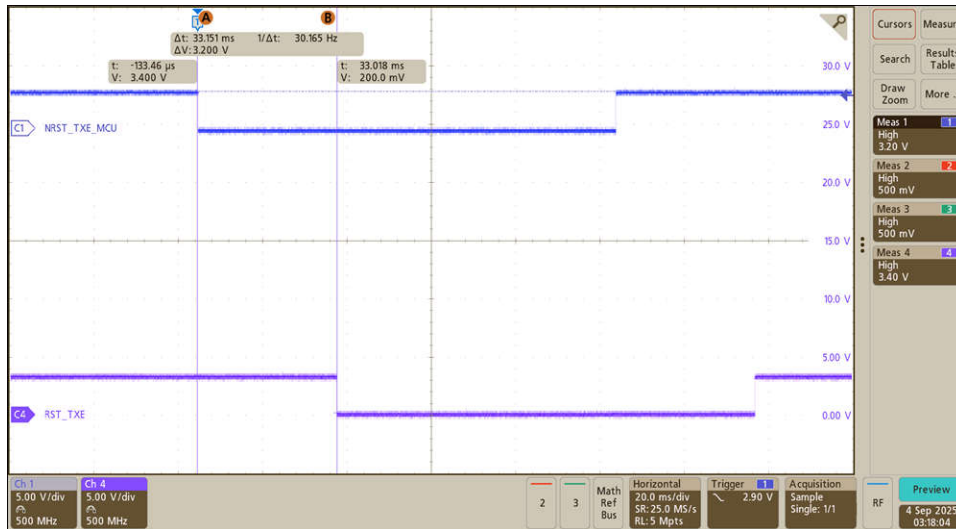 A
B
Δt: 33.151 ms 1/Δt: 30.165 Hz
ΔV: 3.200 V
t: -133.46 µs
V: 3.400 V
t: 33.018 ms
V: 200.0 mV
30.0 V
C1 NRST_TXE_MCU
25.0 V
20.0 V
15.0 V
10.0 V
5.00 V
C4 RST_TXE
0.00 V
Cursors
Measur
Search
Results
Table
Draw
Zoom
More ..
Meas 1 1
High
3.20 V
Meas 2 2
High
500 mV
Meas 3 3
High
500 mV
Meas 4 4
High
3.40 V
Ch 1
5.00 V/div
500 MHz
Ch 4
5.00 V/div
500 MHz
2
3
Math
Ref
Bus
Horizontal
20.0 ms/div
SR: 25.0 MS/s
RL: 5 Mpts
Trigger 1
2.90 V
Acquisition
Sample
Single: 1/1
RF
Preview
4 Sep 2025
03:18:04